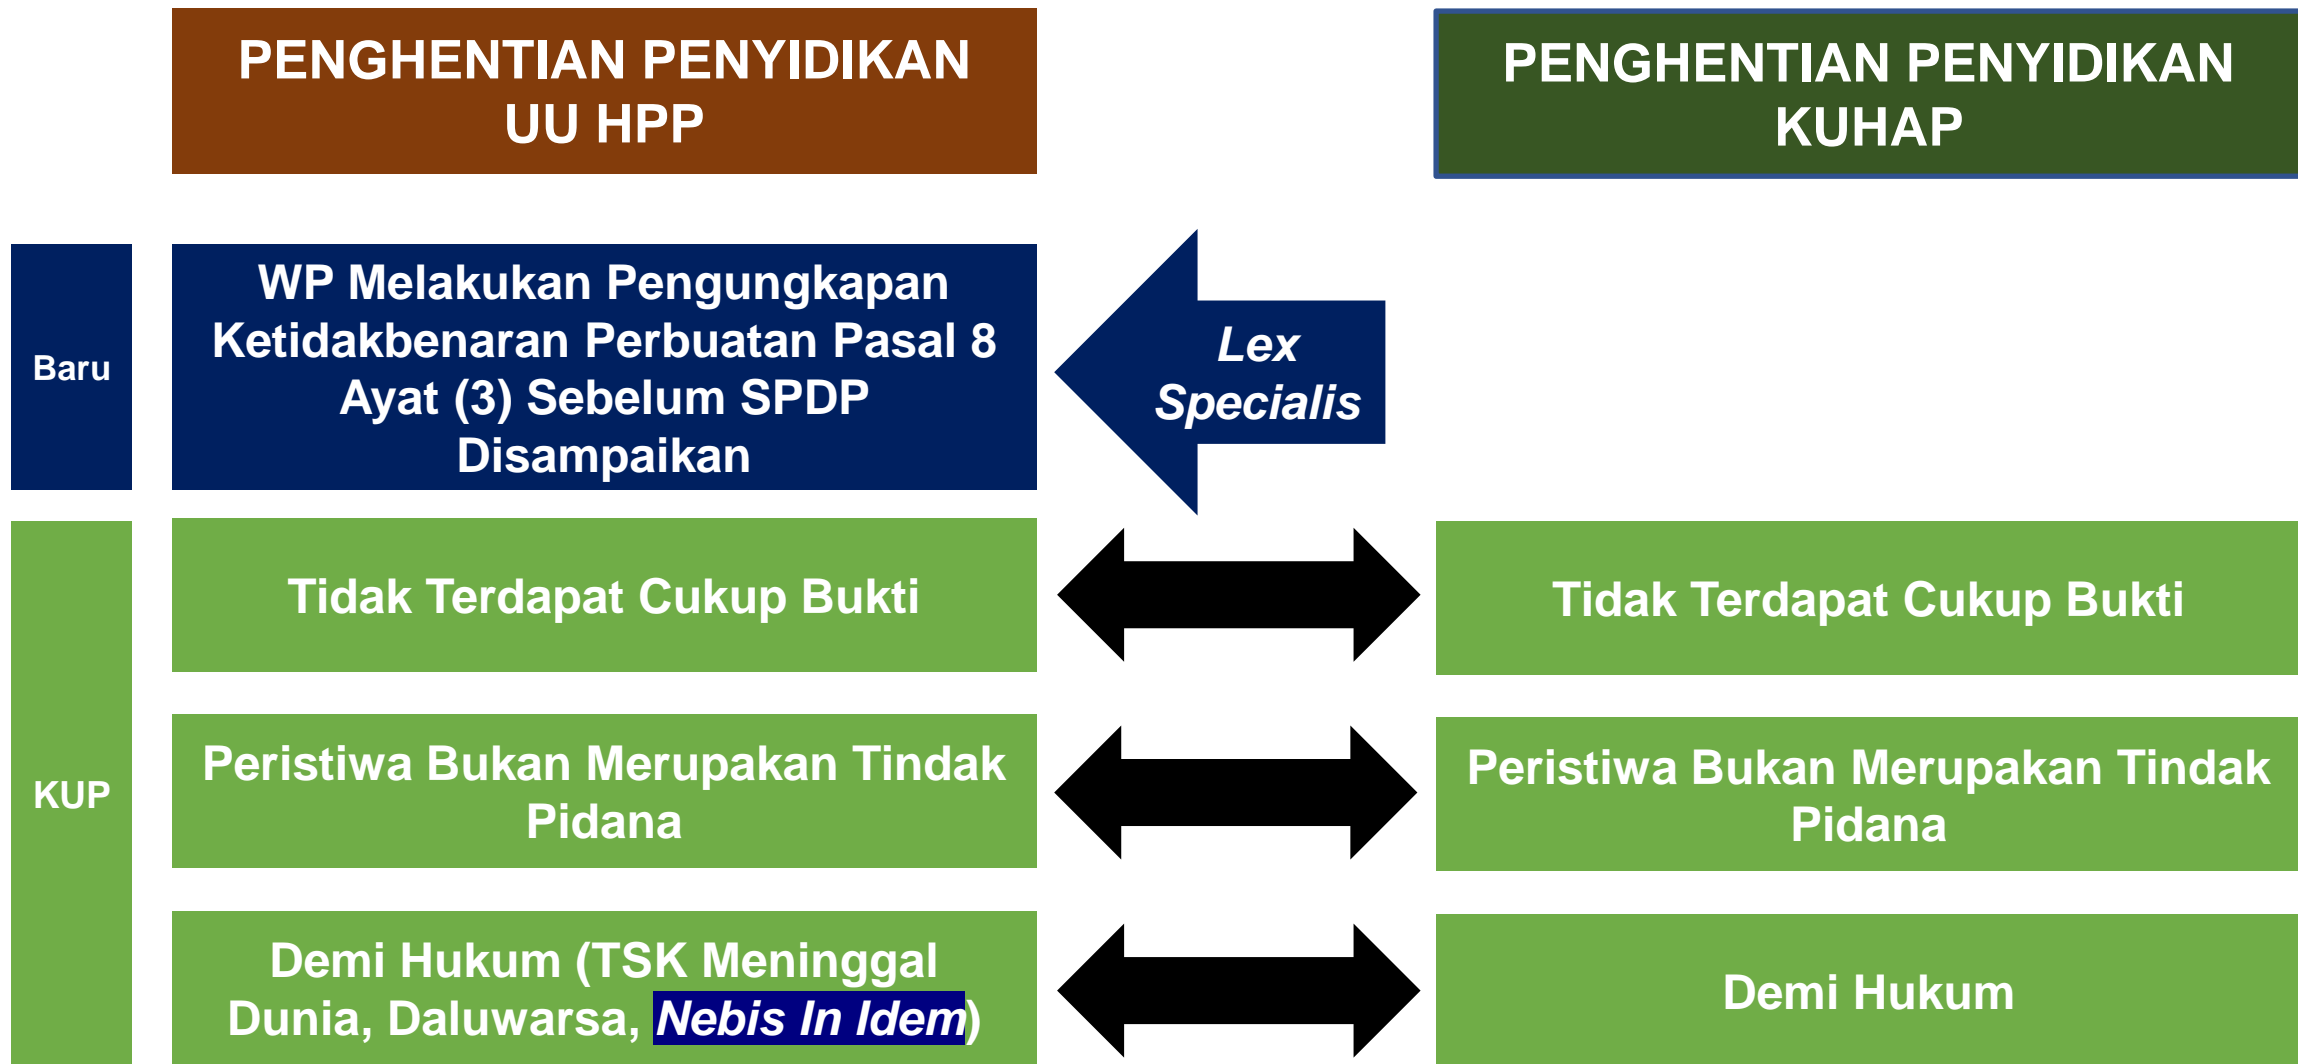 PENGHENTIAN PENYIDIKAN
UU HPP
PENGHENTIAN PENYIDIKAN
KUHAP
Baru
WP Melakukan Pengungkapan
Ketidakbenaran Perbuatan Pasal 8
Ayat (3) Sebelum SPDP
Disampaikan
Lex
Specialis
KUP
Tidak Terdapat Cukup Bukti
Tidak Terdapat Cukup Bukti
Peristiwa Bukan Merupakan Tindak
Pidana
Peristiwa Bukan Merupakan Tindak
Pidana
Demi Hukum (TSK Meninggal
Dunia, Daluwarsa, Nebis In Idem)
Demi Hukum